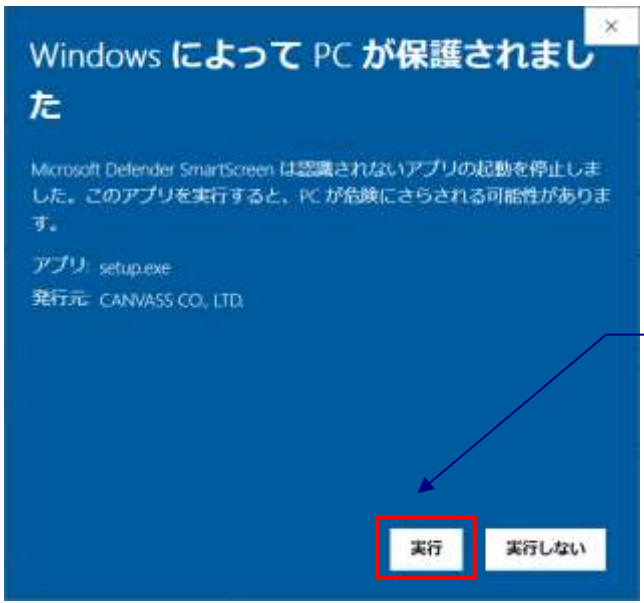 Windows によって PC が保護されまし
た
Microsoft Defender SmartScreen は認識されないアプリの起動を停止しま
した。このアプリを実行すると、PC が危険にさらされる可能性がありま
す。
アプリ: setup.exe
発行元: CANVASS CO., LTD.
実行 実行しない